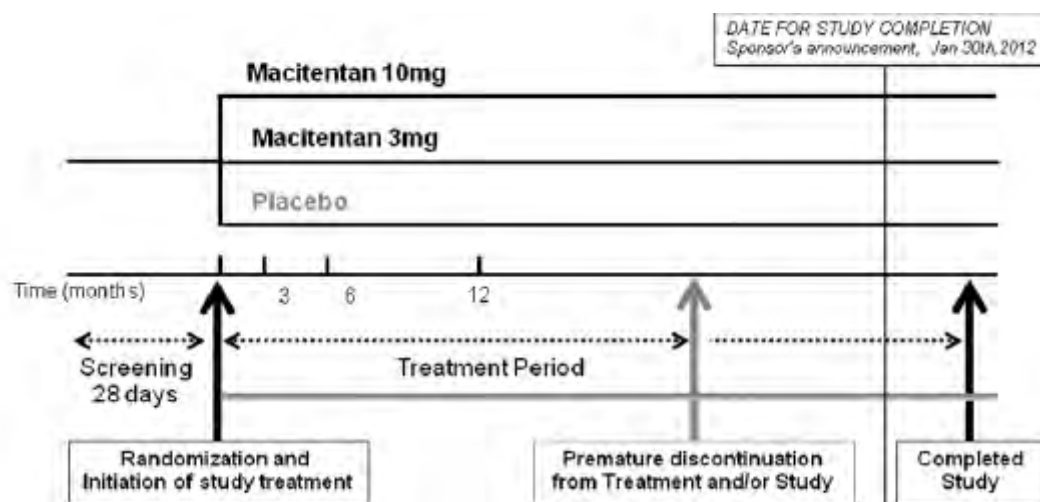 DATE FOR STUDY COMPLETION
Sponsor's announcement, Jan 30th, 2012
Macitentan 10mg
Macitentan 3mg
Placebo
Time (months)
3
6
12
Screening
28 days
Treatment Period
Randomization and
Initiation of study treatment
Premature discontinuation
from Treatment and/or Study
Completed
Study